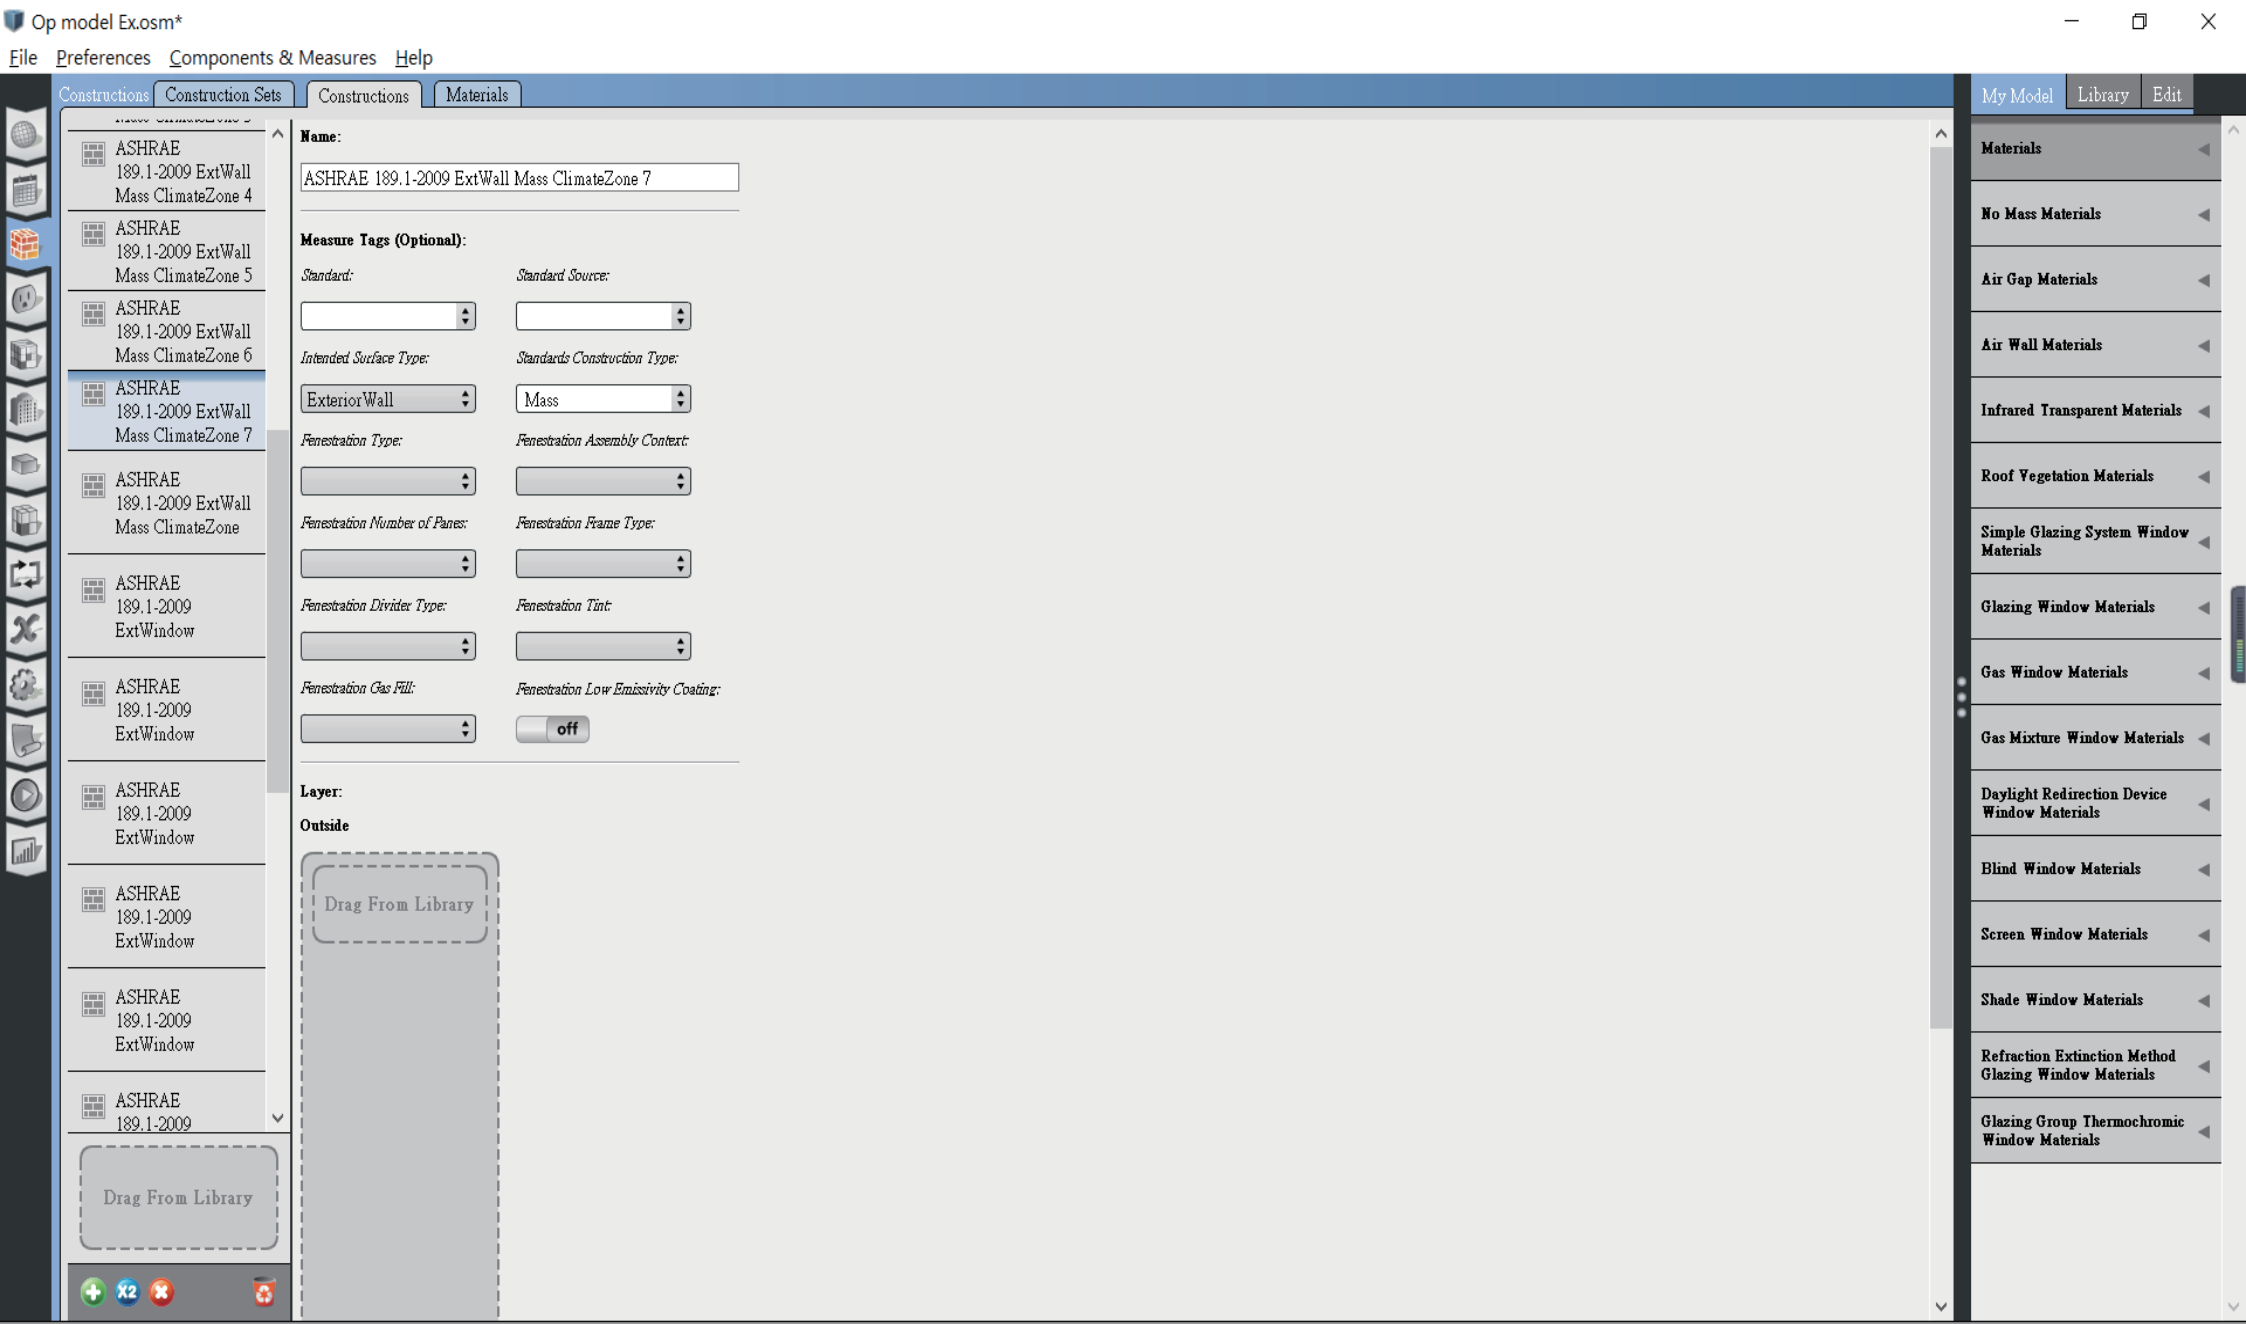 Op model Ex.osm*
File Preferences Components & Measures Help
Constructions Construction Sets Constructions Materials
My Model Library Edit
ASHRAE
189.1-2009 ExtWall
Mass ClimateZone 4
ASHRAE
189.1-2009 ExtWall
Mass ClimateZone 5
ASHRAE
189.1-2009 ExtWall
Mass ClimateZone 6
ASHRAE
189.1-2009 ExtWall
Mass ClimateZone 7
ASHRAE
189.1-2009 ExtWall
Mass ClimateZone
ASHRAE
189.1-2009
ExtWindow
ASHRAE
189.1-2009
ExtWindow
ASHRAE
189.1-2009
ExtWindow
ASHRAE
189.1-2009
ExtWindow
ASHRAE
189.1-2009
ExtWindow
ASHRAE
189.1-2009
Drag From Library
X2
Name:
ASHRAE 189.1-2009 ExtWall Mass ClimateZone 7
Measure Tags (Optional):
Standard: Standard Source:
Intended Surface Type: Standards Construction Type:
ExteriorWall Mass
Fenestration Type: Fenestration Assembly Context:
Fenestration Number of Panes: Fenestration Frame Type:
Fenestration Divider Type: Fenestration Tint:
Fenestration Gas Fill: Fenestration Low Emissivity Coating:
off
Layer:
Outside
Drag From Library
Materials
No Mass Materials
Air Gap Materials
Air Wall Materials
Infrared Transparent Materials
Roof Vegetation Materials
Simple Glazing System Window
Materials
Glazing Window Materials
Gas Window Materials
Gas Mixture Window Materials
Daylight Redirection Device
Window Materials
Blind Window Materials
Screen Window Materials
Shade Window Materials
Refraction Extinction Method
Glazing Window Materials
Glazing Group Thermochromic
Window Materials